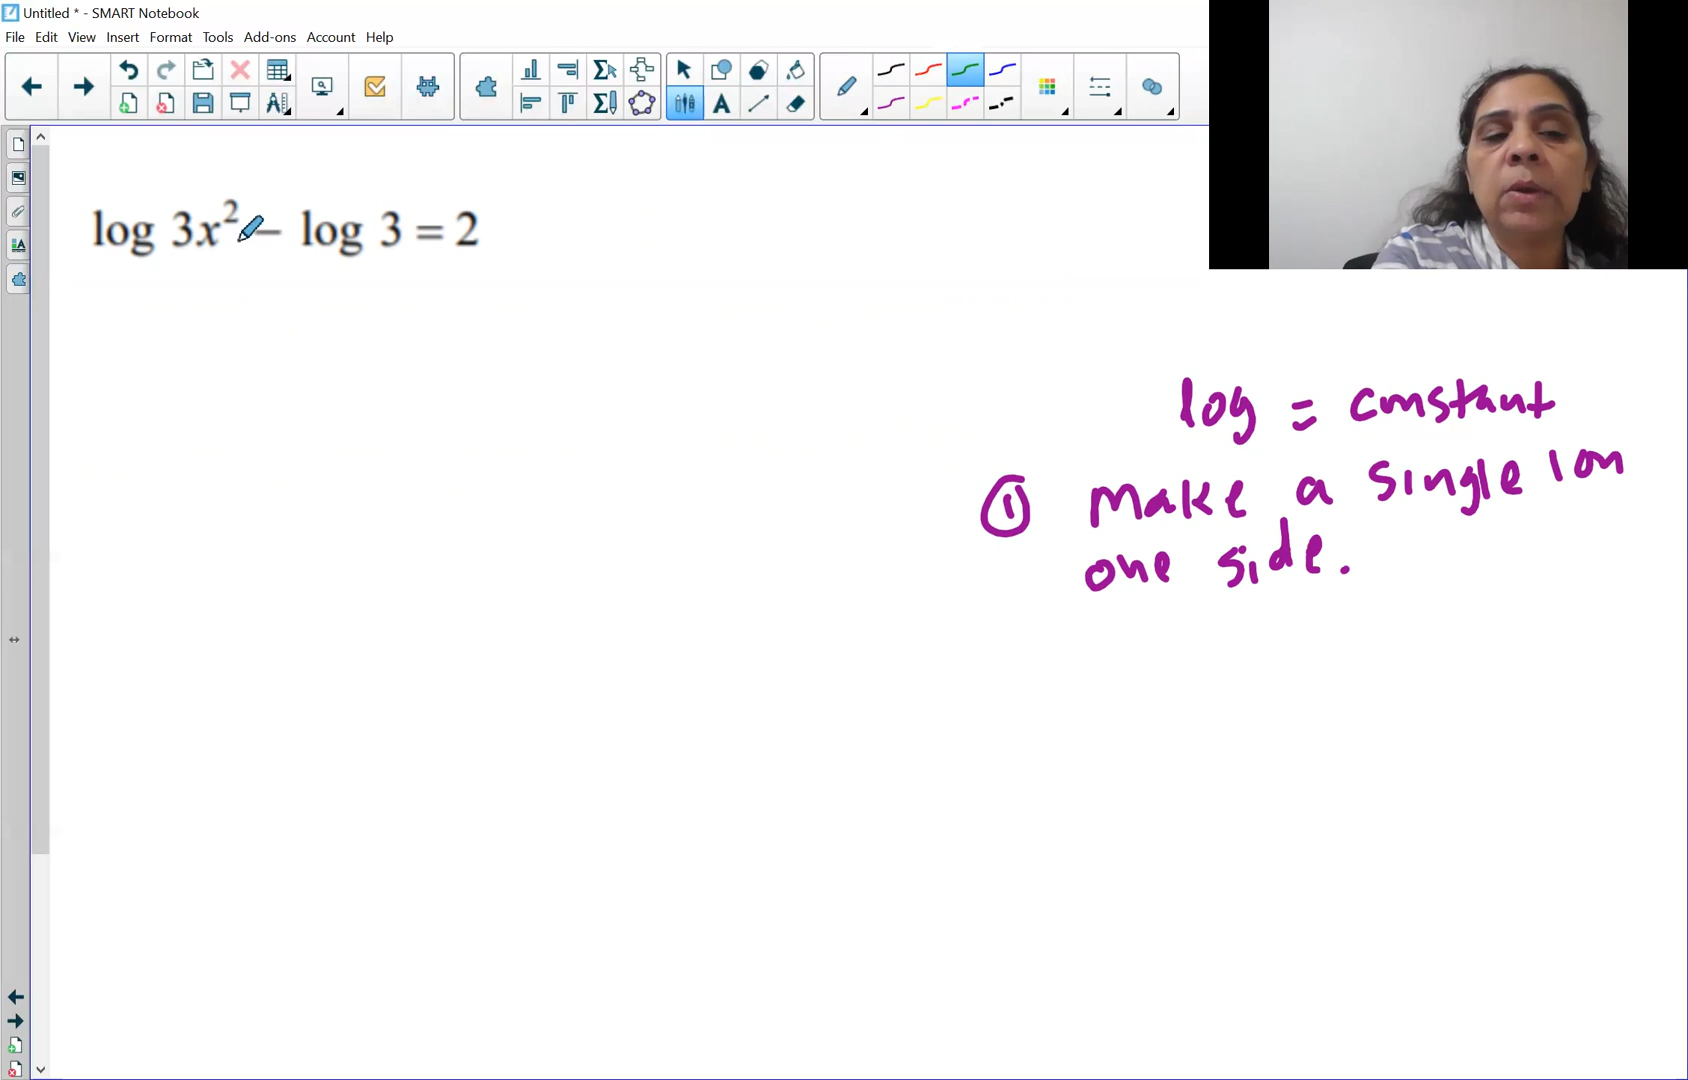 Untitled * - SMART Notebook
File Edit View Insert Format Tools Add-ons Account Help
log 3x² – log 3 = 2
log = constant
① Make a single l on
one side.